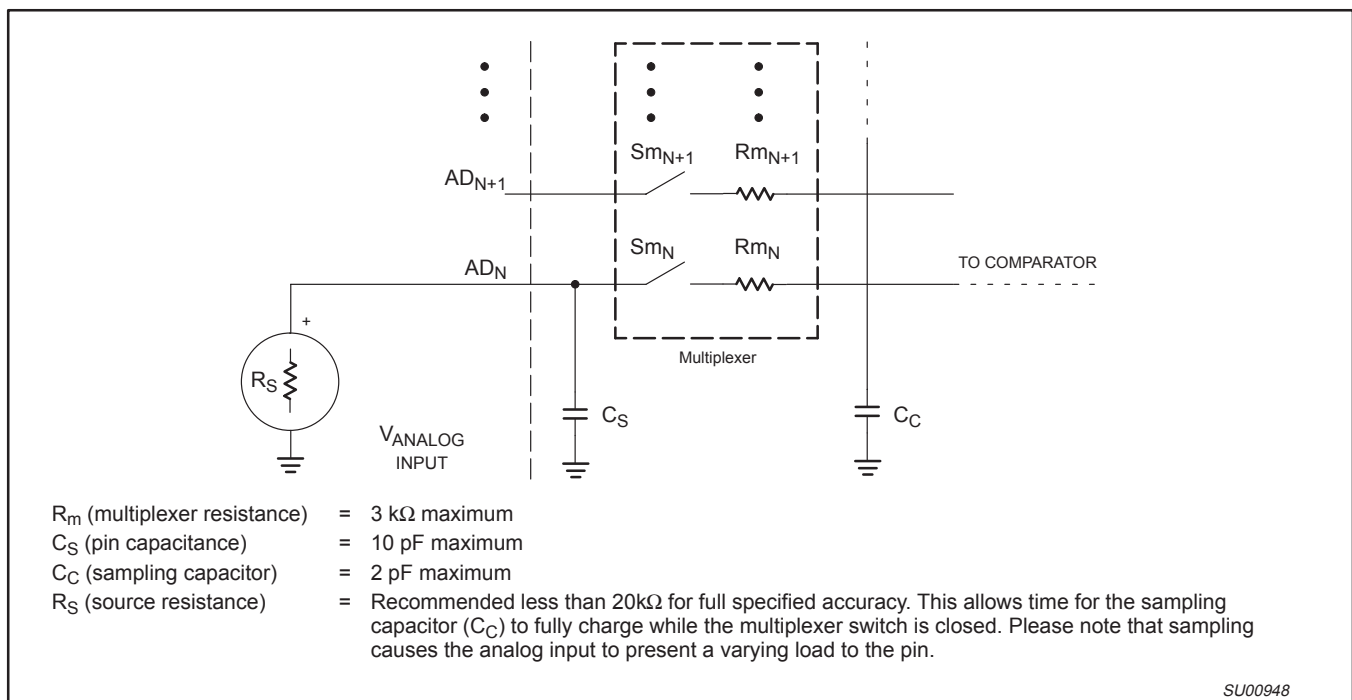 Sm_N+1 Rm_N+1
AD_N+1
Sm_N Rm_N
AD_N
TO COMPARATOR
+
Multiplexer
R_S
C_S
C_C
V_ANALOG
INPUT
R_m (multiplexer resistance) = 3 kΩ maximum
C_S (pin capacitance) = 10 pF maximum
C_C (sampling capacitor) = 2 pF maximum
R_S (source resistance) = Recommended less than 20kΩ for full specified accuracy. This allows time for the sampling
capacitor (C_C) to fully charge while the multiplexer switch is closed. Please note that sampling
causes the analog input to present a varying load to the pin.
SU00948